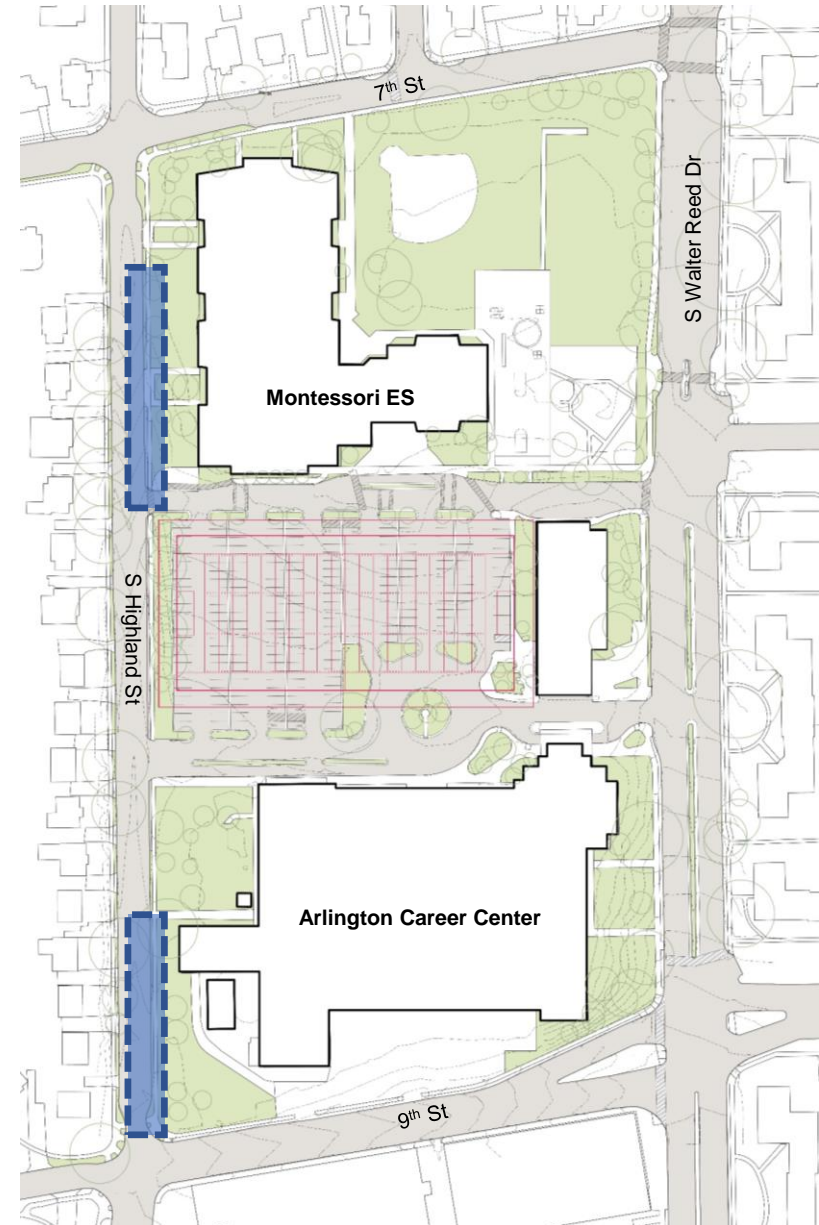 7th St
S Walter Reed Dr
Montessori ES
S Highland St
Arlington Career Center
9th St